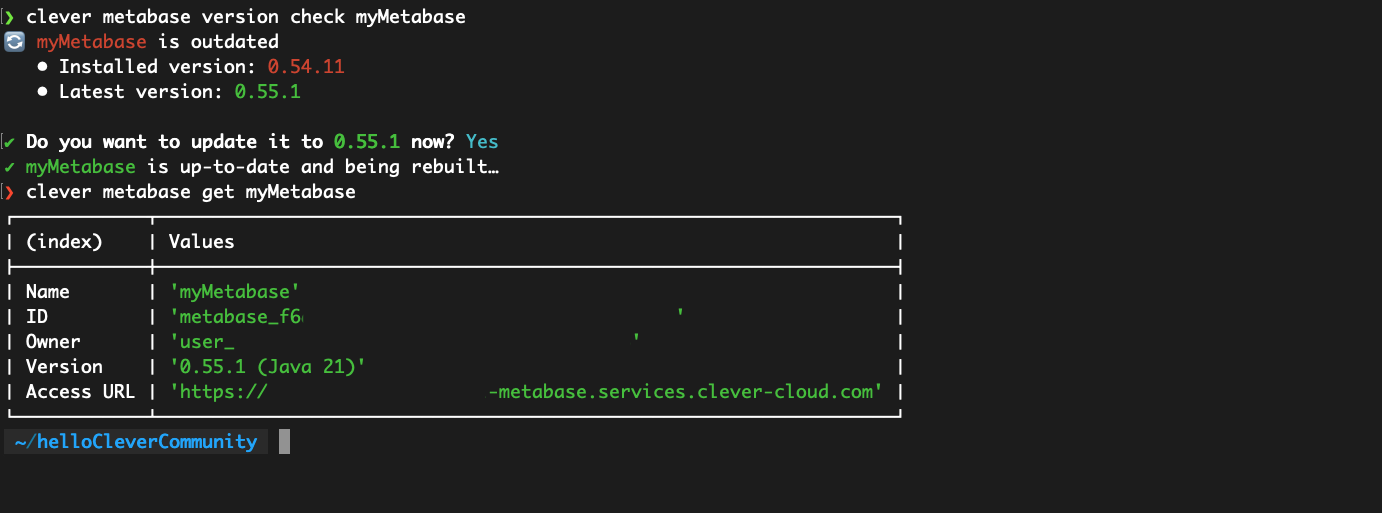 ❯ clever metabase version check myMetabase
🔄 myMetabase is outdated
● Installed version: 0.54.11
● Latest version: 0.55.1
✔ Do you want to update it to 0.55.1 now? Yes
✔ myMetabase is up-to-date and being rebuilt…
❯ clever metabase get myMetabase
(index) | Values
Name | 'myMetabase'
ID | 'metabase_f6 '
Owner | 'user_ '
Version | '0.55.1 (Java 21)'
Access URL | 'https:// -metabase.services.clever-cloud.com'
~/helloCleverCommunity